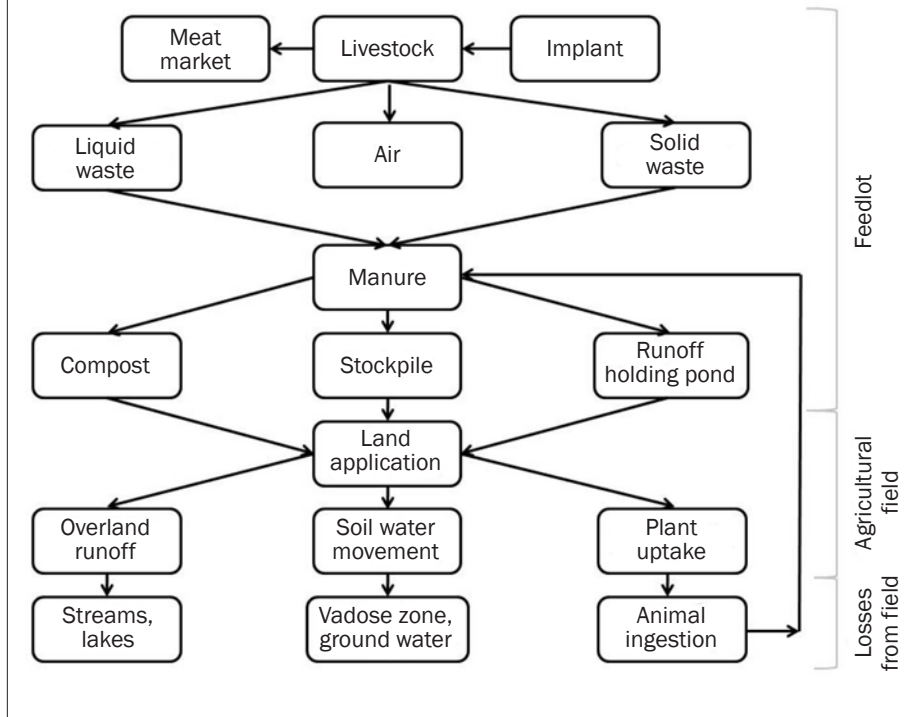 Meat
market
Livestock
Implant
Liquid
waste
Air
Solid
waste
Manure
Compost
Stockpile
Runoff
holding pond
Land
application
Overland
runoff
Soil water
movement
Plant
uptake
Streams,
lakes
Vadose zone,
ground water
Animal
ingestion
Feedlot
Agricultural
field
Losses
from field